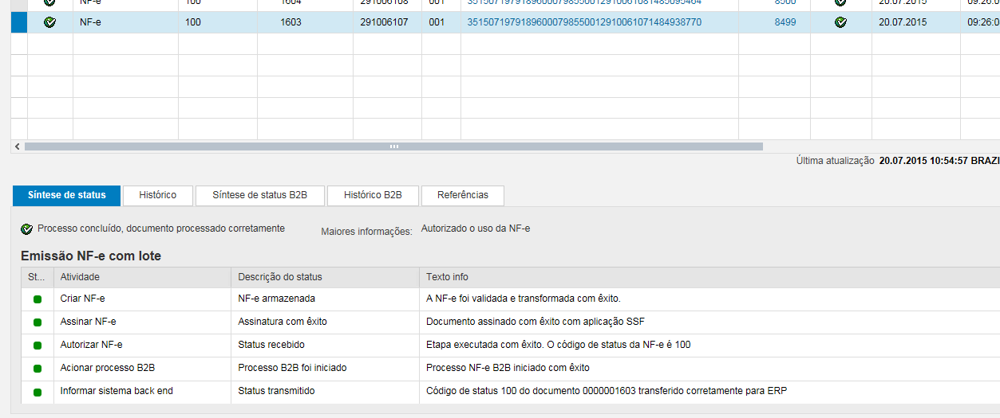 NF-e 100 1604 291006108 001 35150719791896000798550012910061081485095464 8500 20.07.2015 09:26:0
NF-e 100 1603 291006107 001 35150719791896000798550012910061071484938770 8499 20.07.2015 09:26:0
Última atualização 20.07.2015 10:54:57 BRAZI
Síntese de status Histórico Síntese de status B2B Histórico B2B Referências
Processo concluído, documento processado corretamente Maiores informações: Autorizado o uso da NF-e
Emissão NF-e com lote
St... Atividade Descrição do status Texto info
Criar NF-e NF-e armazenada A NF-e foi validada e transformada com êxito.
Assinar NF-e Assinatura com êxito Documento assinado com êxito com aplicação SSF
Autorizar NF-e Status recebido Etapa executada com êxito. O código de status da NF-e é 100
Acionar processo B2B Processo B2B foi iniciado Processo NF-e B2B iniciado com êxito
Informar sistema back end Status transmitido Código de status 100 do documento 0000001603 transferido corretamente para ERP